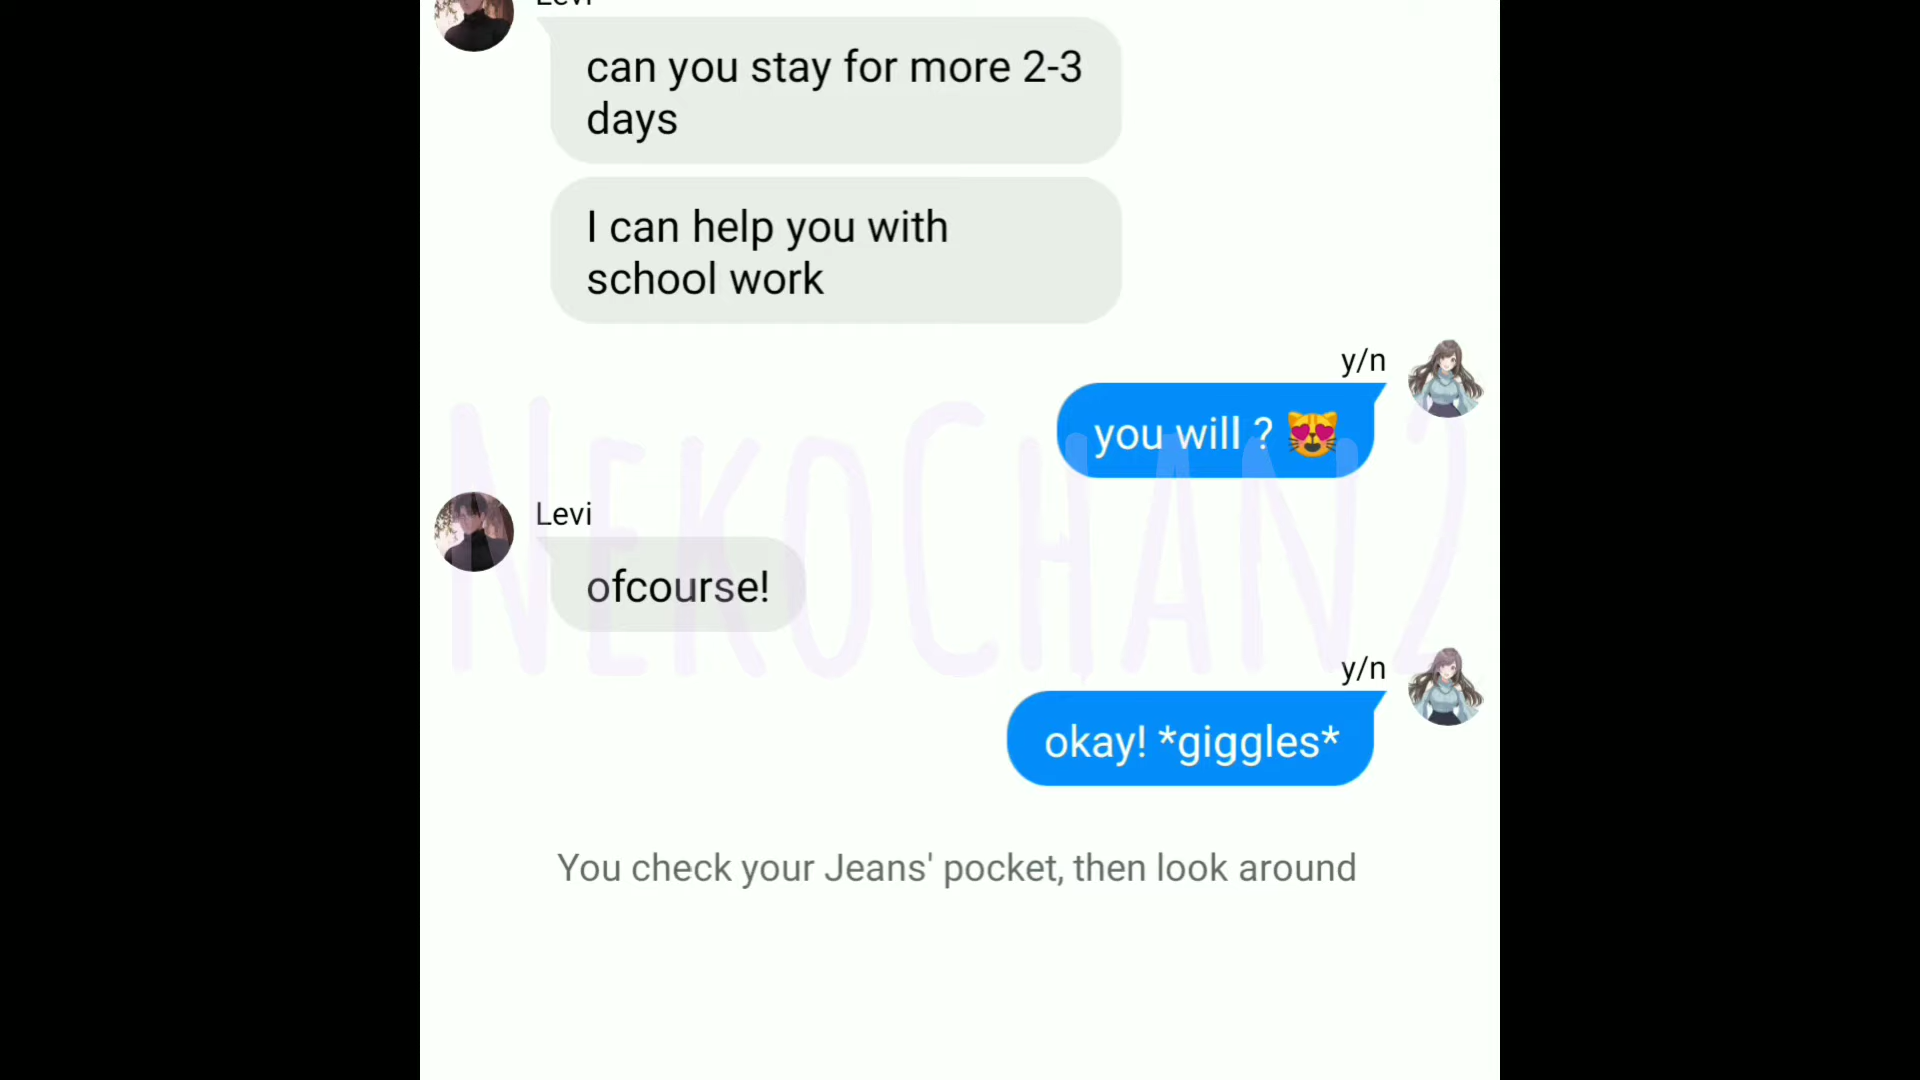 Levi
can you stay for more 2-3
days
I can help you with
school work
y/n
you will ? 😻
Levi
ofcourse!
y/n
okay! *giggles*
You check your Jeans' pocket, then look around
NEKOCHAN2